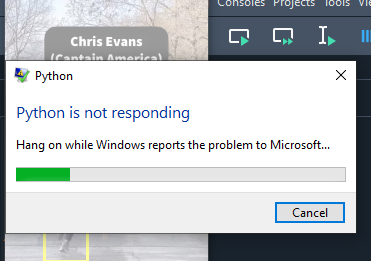 Consoles Projects Tools
Chris Evans
(Captain America)
Python
Python is not responding
Hang on while Windows reports the problem to Microsoft...
Cancel